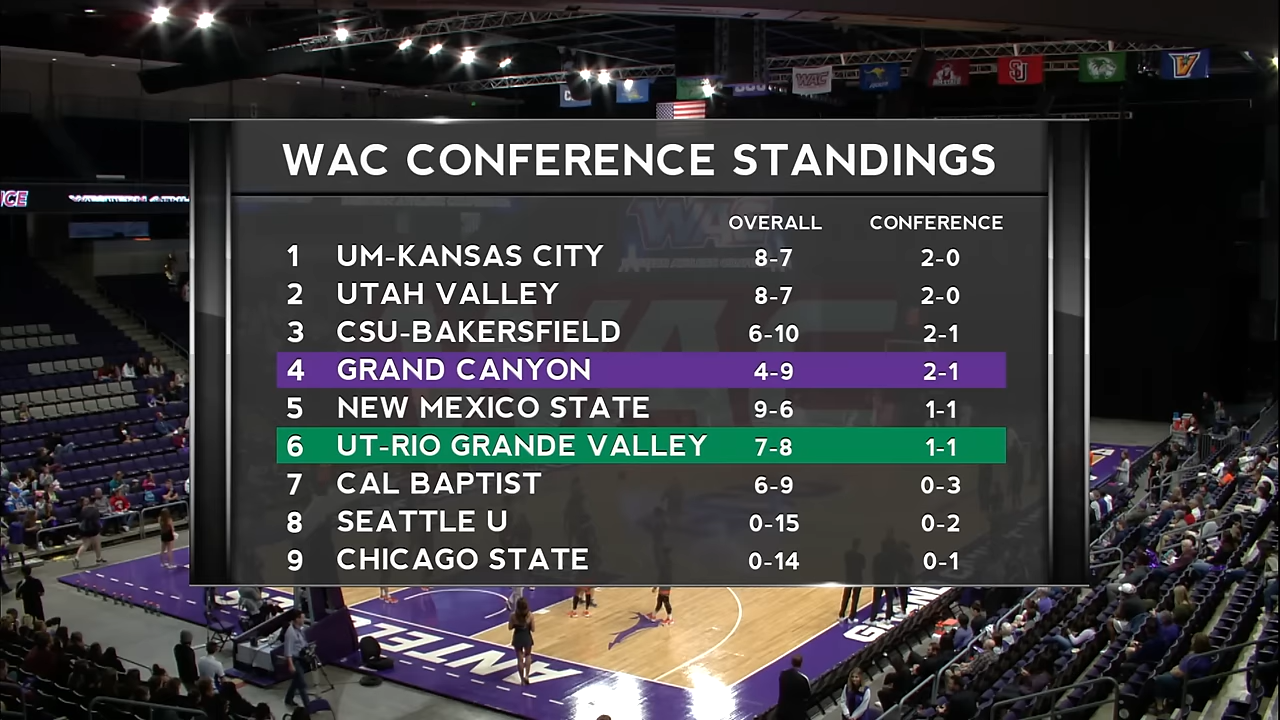 WAC
ICE
WAC CONFERENCE STANDINGS
OVERALL CONFERENCE
1 UM-KANSAS CITY 8-7 2-0
2 UTAH VALLEY 8-7 2-0
3 CSU-BAKERSFIELD 6-10 2-1
4 GRAND CANYON 4-9 2-1
5 NEW MEXICO STATE 9-6 1-1
6 UT-RIO GRANDE VALLEY 7-8 1-1
7 CAL BAPTIST 6-9 0-3
8 SEATTLE U 0-15 0-2
9 CHICAGO STATE 0-14 0-1